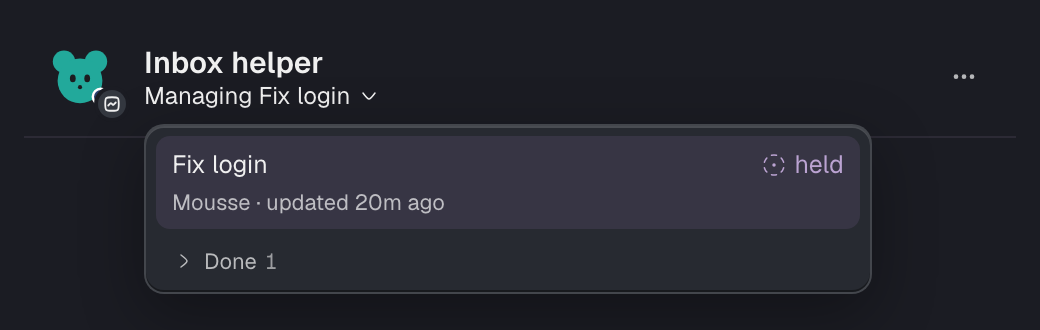 Inbox helper
Managing Fix login
Fix login
held
Mousse · updated 20m ago
Done 1